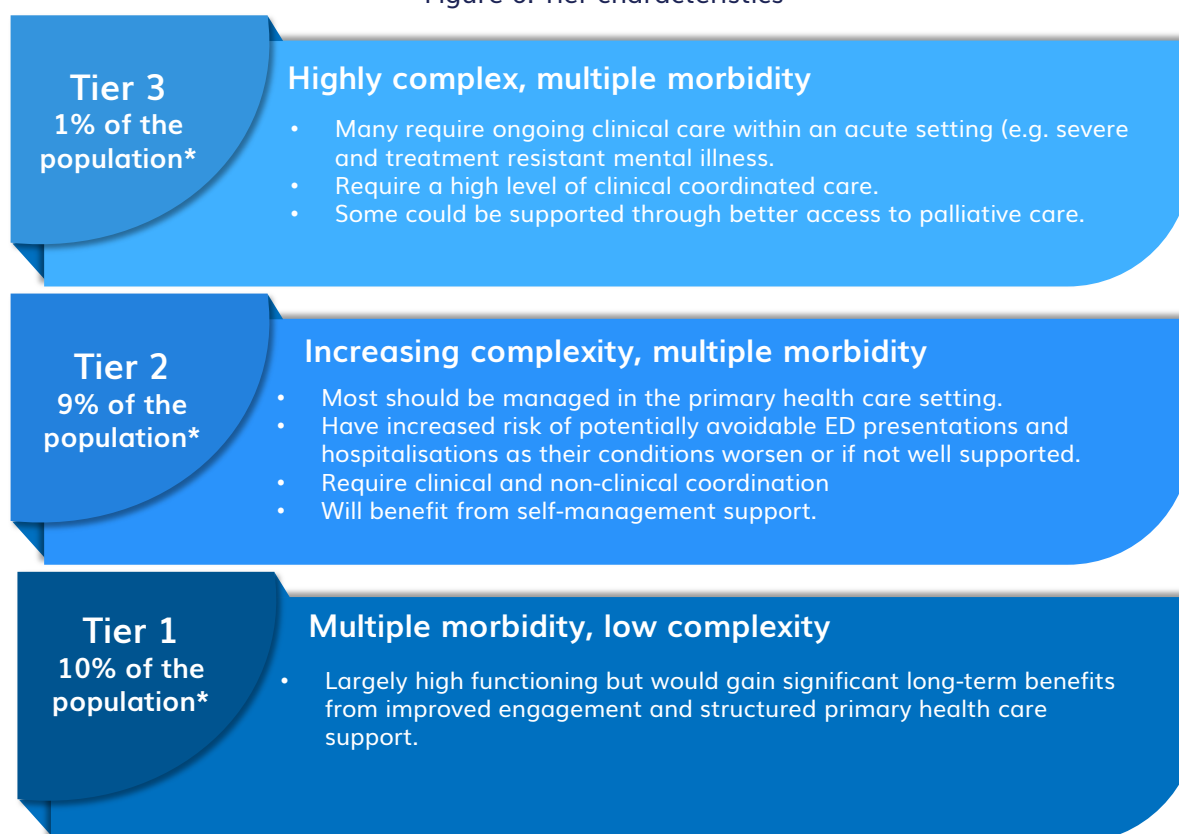 Figure 6: Tier characteristics
Tier 3
1% of the
population*
Highly complex, multiple morbidity
• Many require ongoing clinical care within an acute setting (e.g. severe
and treatment resistant mental illness.
• Require a high level of clinical coordinated care.
• Some could be supported through better access to palliative care.
Tier 2
9% of the
population*
Increasing complexity, multiple morbidity
• Most should be managed in the primary health care setting.
• Have increased risk of potentially avoidable ED presentations and
hospitalisations as their conditions worsen or if not well supported.
• Require clinical and non-clinical coordination
• Will benefit from self-management support.
Tier 1
10% of the
population*
Multiple morbidity, low complexity
• Largely high functioning but would gain significant long-term benefits
from improved engagement and structured primary health care
support.